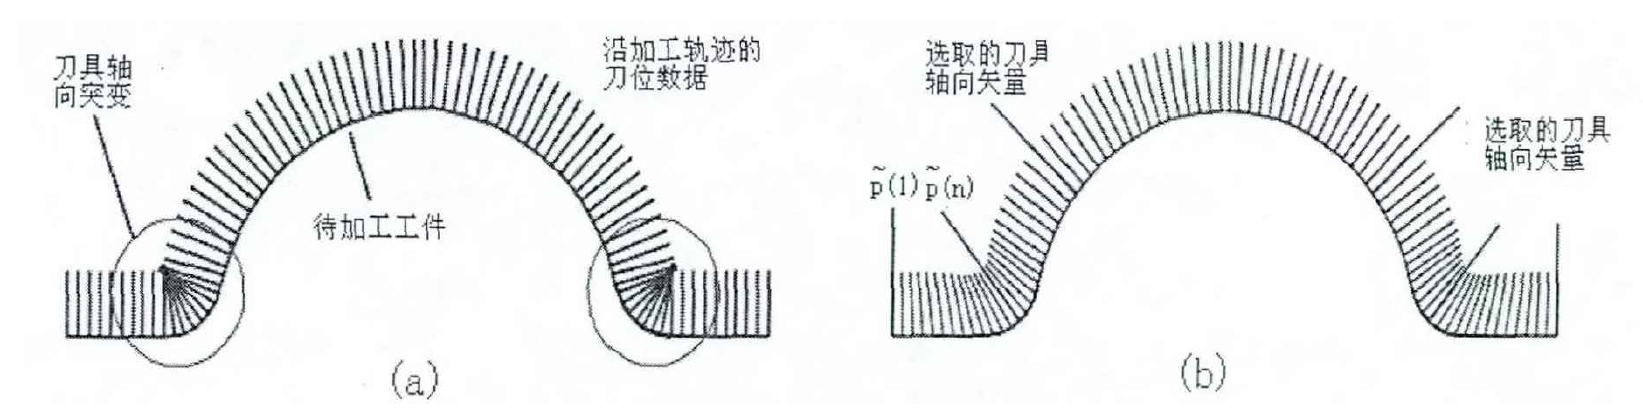 刀具轴
向突变
沿加工轨迹的
刀位数据
待加工工件
(a)
选取的刀具
轴向矢量
选取的刀具
轴向矢量
p̃(1) p̃(n)
(b)